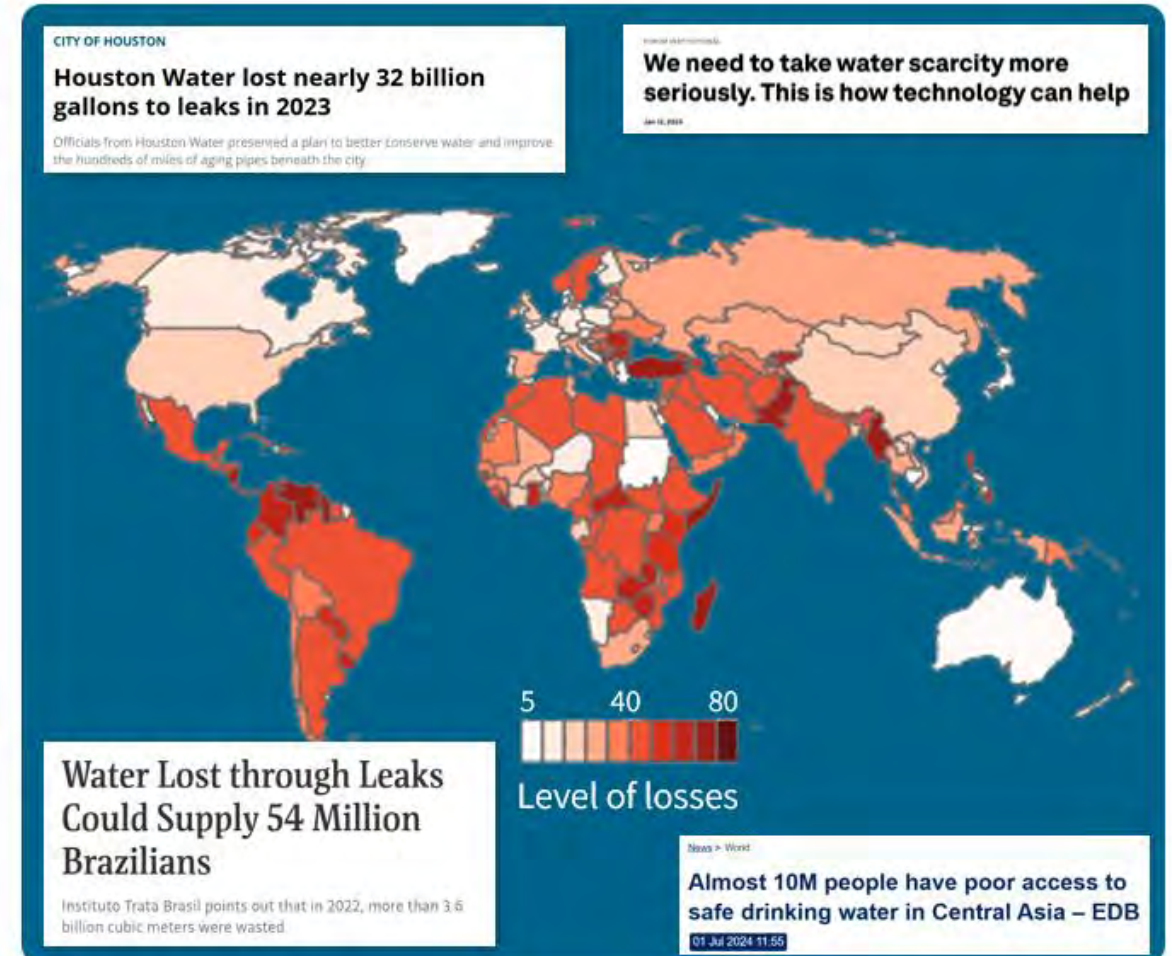 CITY OF HOUSTON
Houston Water lost nearly 32 billion
gallons to leaks in 2023
Officials from Houston Water presented a plan to better conserve water and improve
the hundreds of miles of aging pipes beneath the city.
We need to take water scarcity more
seriously. This is how technology can help
5 40 80
Level of losses
Water Lost through Leaks
Could Supply 54 Million
Brazilians
Instituto Trata Brasil points out that in 2022, more than 3.6
billion cubic meters were wasted
News > World
Almost 10M people have poor access to
safe drinking water in Central Asia – EDB
01 Jul 2024 11:55